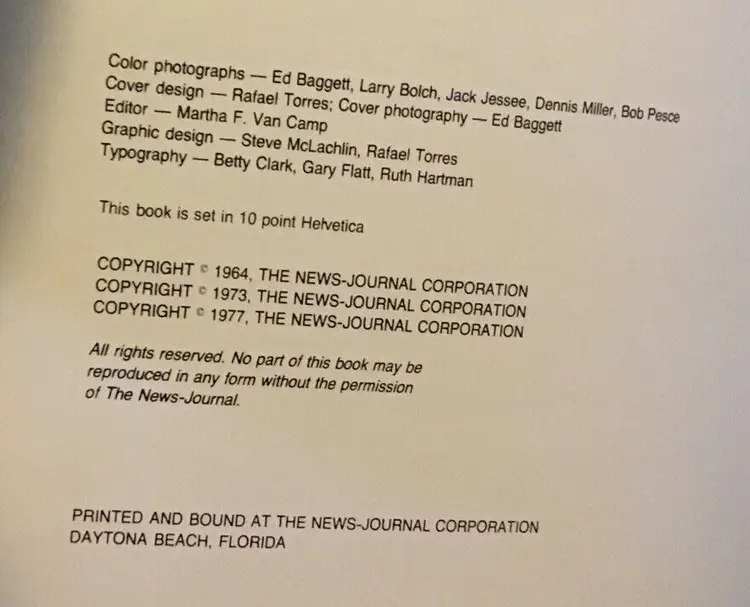 Color photographs — Ed Baggett, Larry Bolch, Jack Jessee, Dennis Miller, Bob Pesce
Cover design — Rafael Torres; Cover photography — Ed Baggett
Editor — Martha F. Van Camp
Graphic design — Steve McLachlin, Rafael Torres
Typography — Betty Clark, Gary Flatt, Ruth Hartman
This book is set in 10 point Helvetica
COPYRIGHT © 1964, THE NEWS-JOURNAL CORPORATION
COPYRIGHT © 1973, THE NEWS-JOURNAL CORPORATION
COPYRIGHT © 1977, THE NEWS-JOURNAL CORPORATION
All rights reserved. No part of this book may be
reproduced in any form without the permission
of The News-Journal.
PRINTED AND BOUND AT THE NEWS-JOURNAL CORPORATION
DAYTONA BEACH, FLORIDA